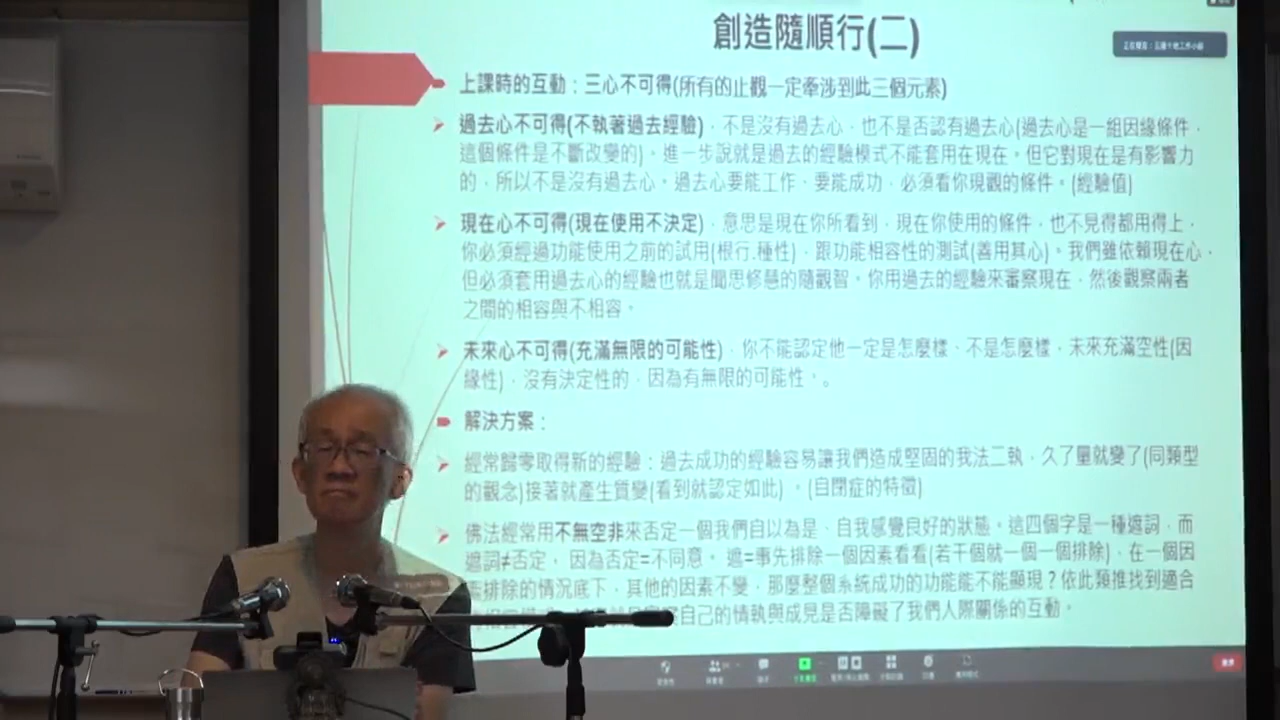 創造隨順行(二)
上課時的互動：三心不可得(所有的止觀一定牽涉到此三個元素)
過去心不可得(不執著過去經驗)，不是沒有過去心，也不是否認有過去心(過去心是一組因緣條件，
這個條件是不斷改變的)。進一步說就是過去的經驗模式不能套用在現在。但它對現在是有影響力
的，所以不是沒有過去心。過去心要能工作、要能成功，必須看你現觀的條件。(經驗值)
現在心不可得(現在使用不決定)，意思是現在你所看到，現在你使用的條件，也不見得都用得上，
你必須經過功能使用之前的試用(根行.種性)，跟功能相容性的測試(善用其心)。我們雖依賴現在心，
但必須套用過去心的經驗也就是聞思修慧的隨觀智。你用過去的經驗來審察現在，然後觀察兩者
之間的相容與不相容。
未來心不可得(充滿無限的可能性)，你不能認定他一定是怎麼樣、不是怎麼樣，未來充滿空性(因
緣性)，沒有決定性的，因為有無限的可能性，。
解決方案：
經常歸零取得新的經驗：過去成功的經驗容易讓我們造成堅固的我法二執，久了量就變了(同類型
的觀念)接著就產生質變(看到就認定如此)。(自閉症的特徵)
佛法經常用不無空非來否定一個我們自以為是，自我感覺良好的狀態。這四個字是一種遮詞，而
遮詞≠否定，因為否定=不同意。 遮=事先排除一個因素看看(若干個就一個一個排除)，在一個因
排除的情況底下，其他的因素不變，那麼整個系統成功的功能能不能顯現？依此類推找到適合
自己的情執與成見是否障礙了我們人際關係的互動。